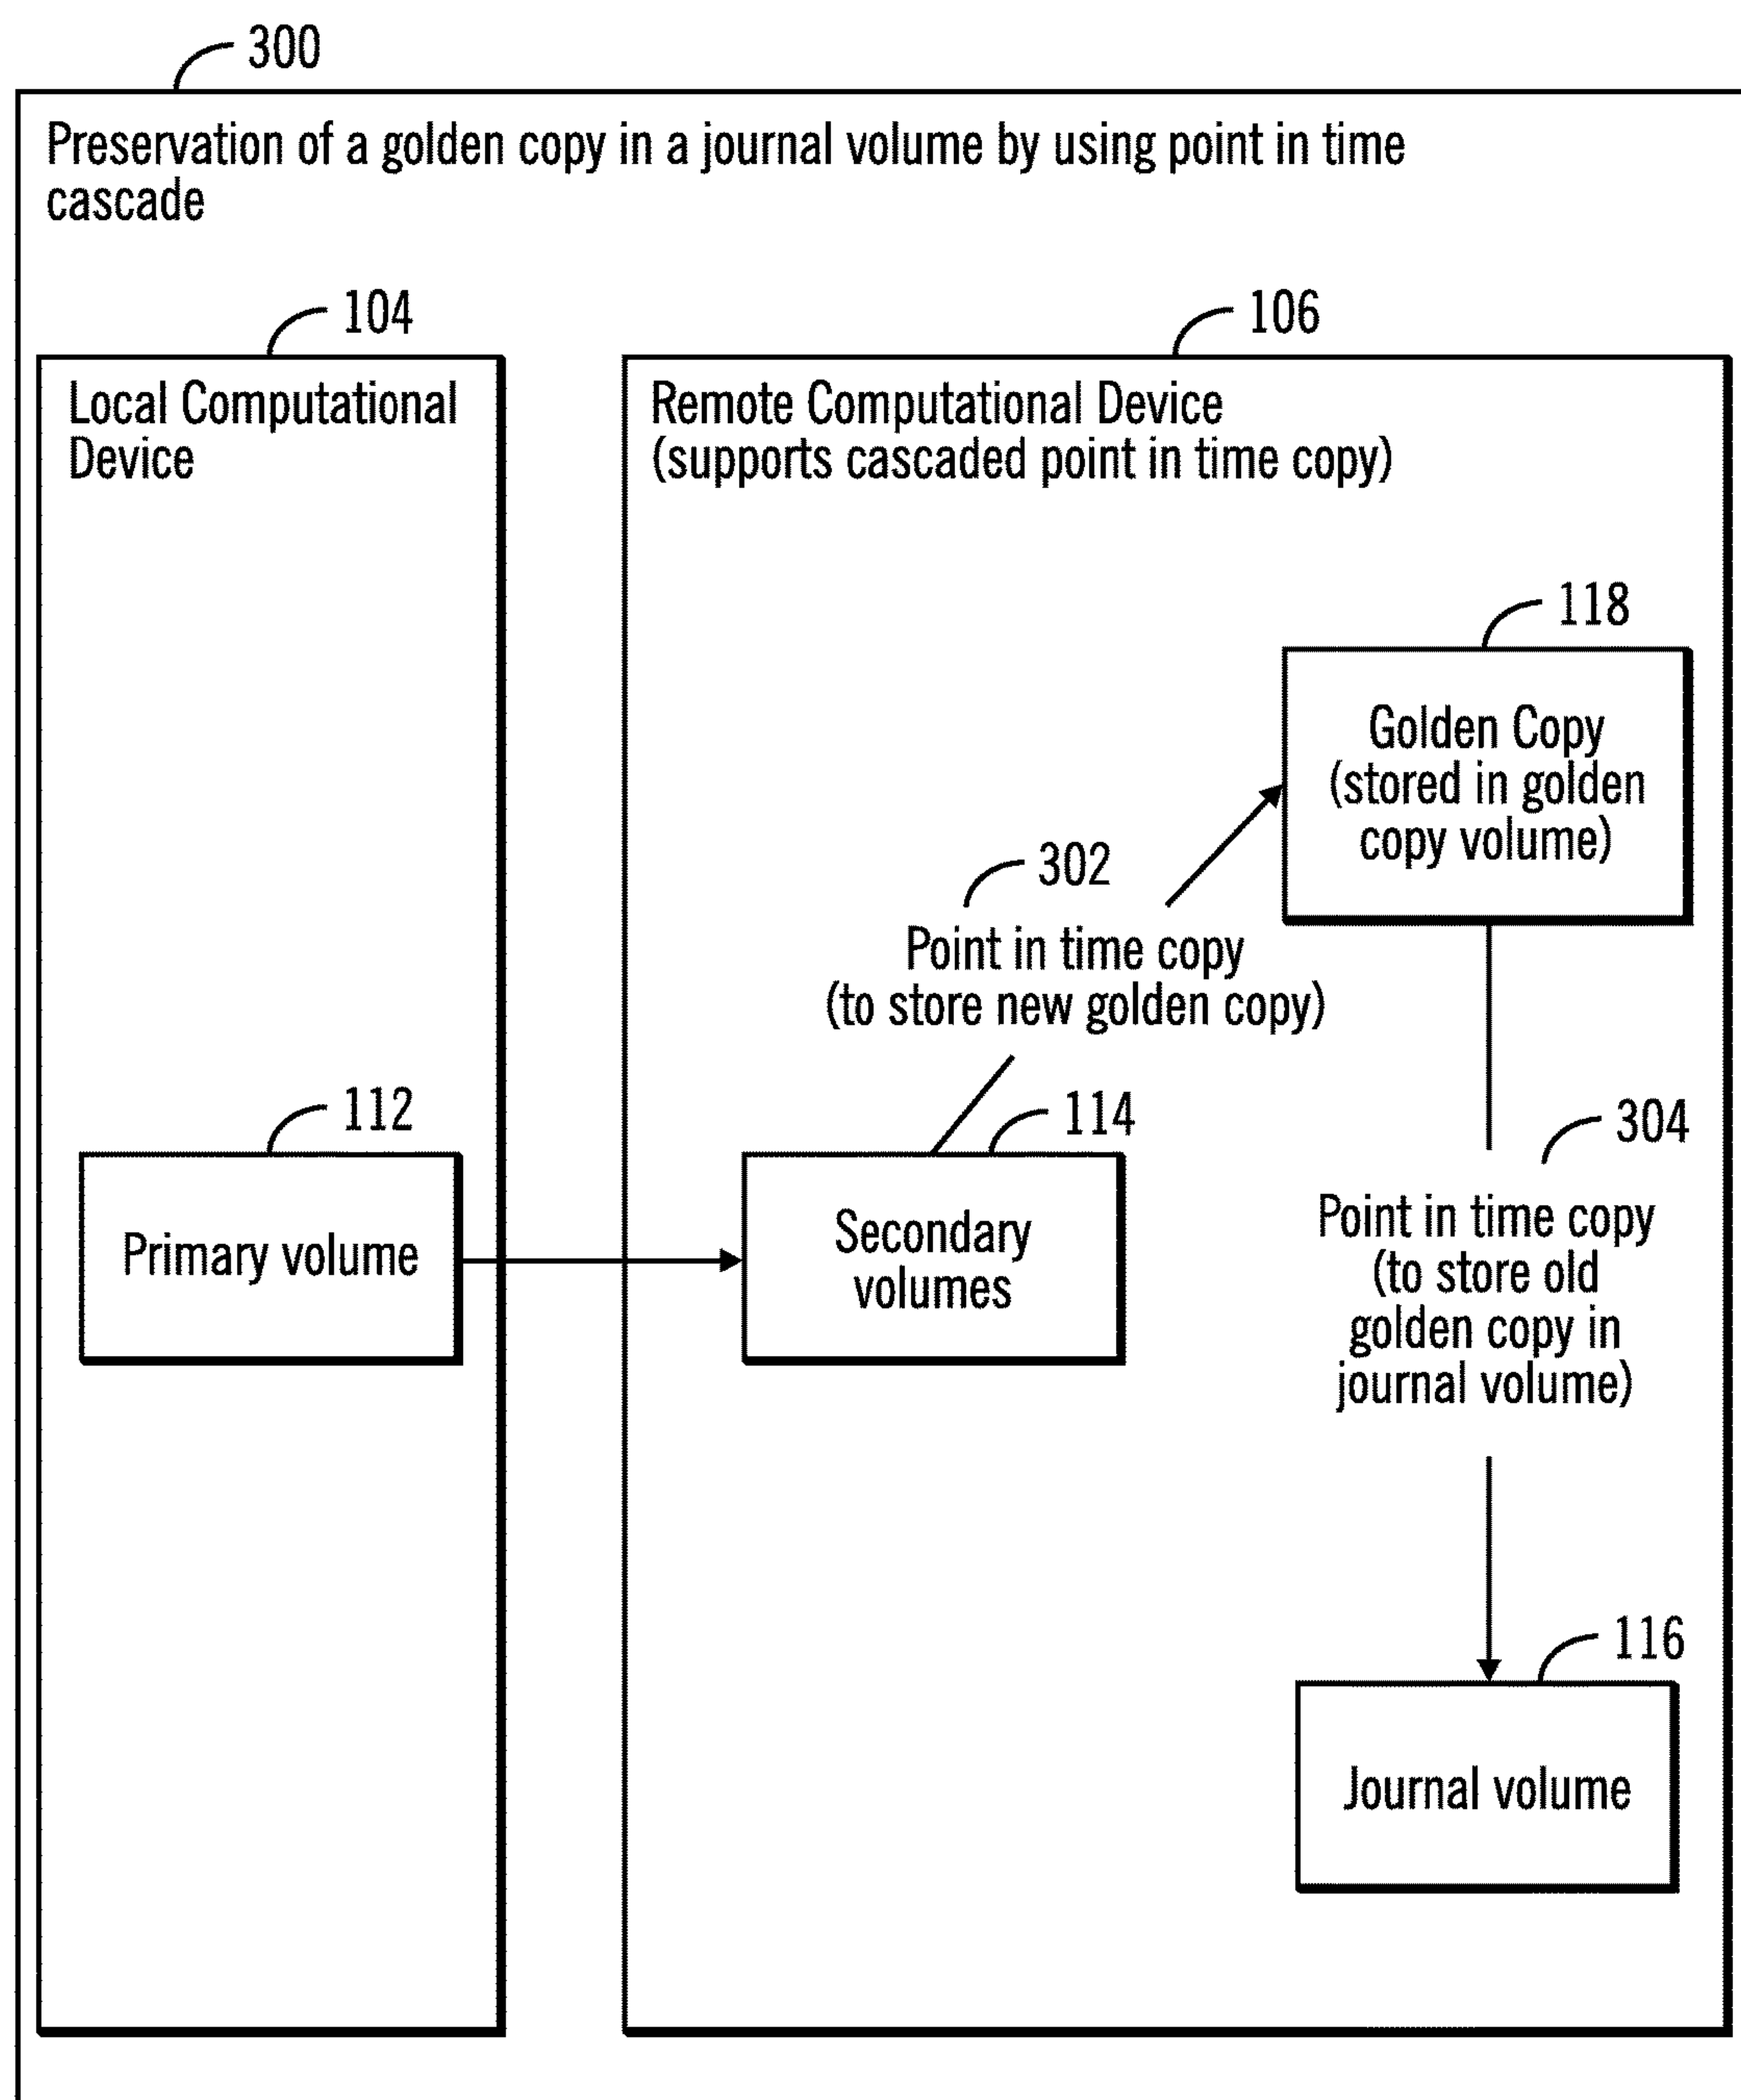 300
Preservation of a golden copy in a journal volume by using point in time
cascade
104
Local Computational
Device
106
Remote Computational Device
(supports cascaded point in time copy)
118
Golden Copy
(stored in golden
copy volume)
302
Point in time copy
(to store new golden copy)
112
Primary volume
114
Secondary
volumes
304
Point in time copy
(to store old
golden copy in
journal volume)
116
Journal volume